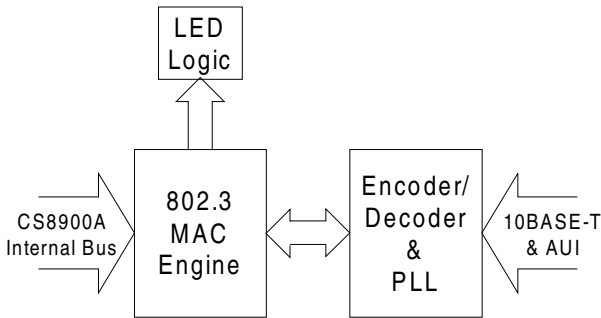 LED
Logic
CS8900A
Internal Bus
802.3
MAC
Engine
Encoder/
Decoder
&
PLL
10BASE-T
& AUI